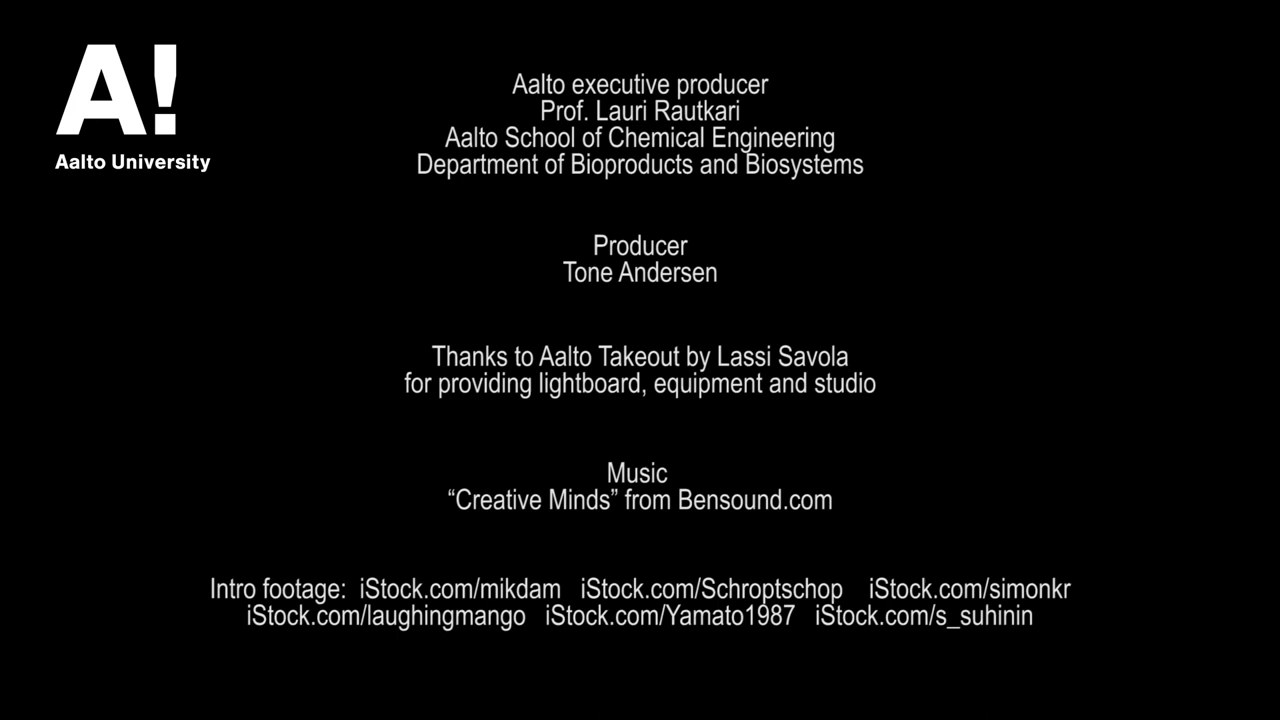 A!
Aalto University
Aalto executive producer
Prof. Lauri Rautkari
Aalto School of Chemical Engineering
Department of Bioproducts and Biosystems
Producer
Tone Andersen
Thanks to Aalto Takeout by Lassi Savola
for providing lightboard, equipment and studio
Music
“Creative Minds” from Bensound.com
Intro footage: iStock.com/mikdam iStock.com/Schroptschop iStock.com/simonkr
iStock.com/laughingmango iStock.com/Yamato1987 iStock.com/s_suhinin